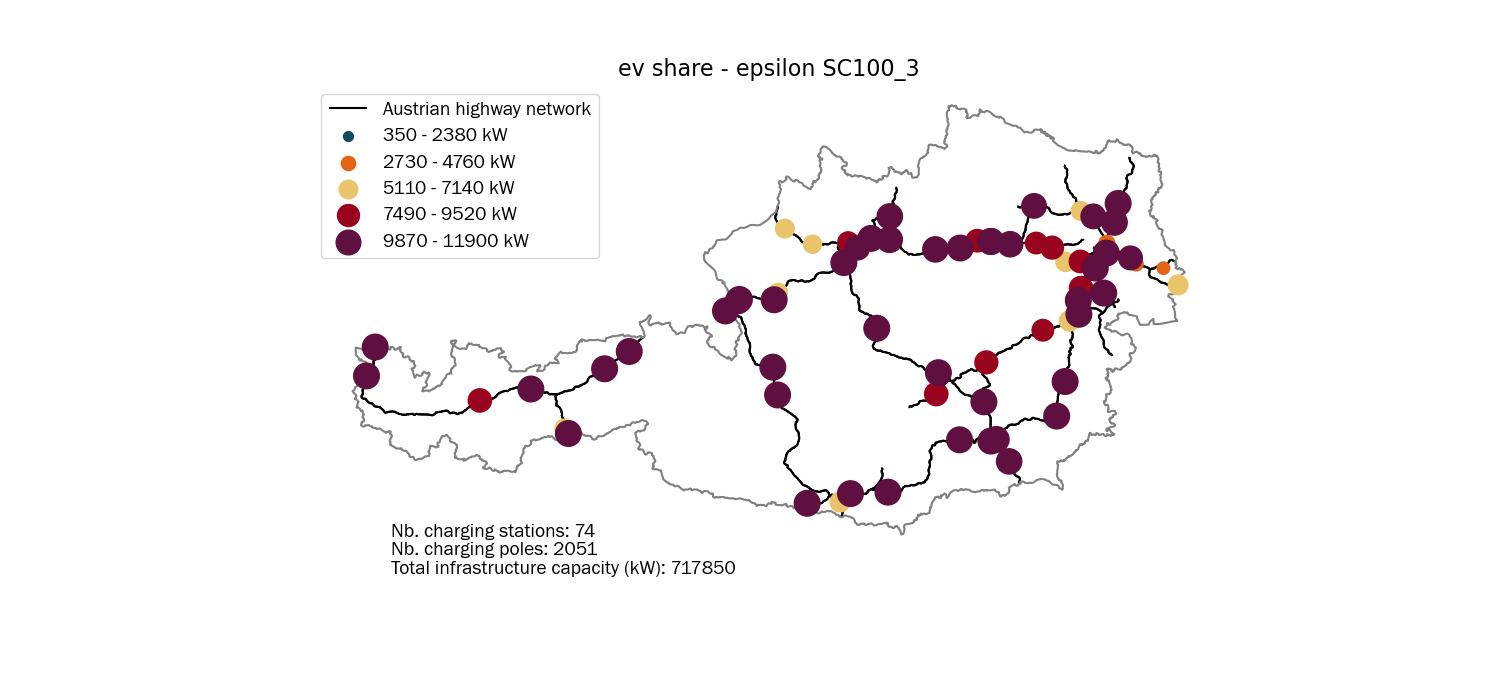 ev share - epsilon SC100_3
Austrian highway network
350 - 2380 kW
2730 - 4760 kW
5110 - 7140 kW
7490 - 9520 kW
9870 - 11900 kW
Nb. charging stations: 74
Nb. charging poles: 2051
Total infrastructure capacity (kW): 717850